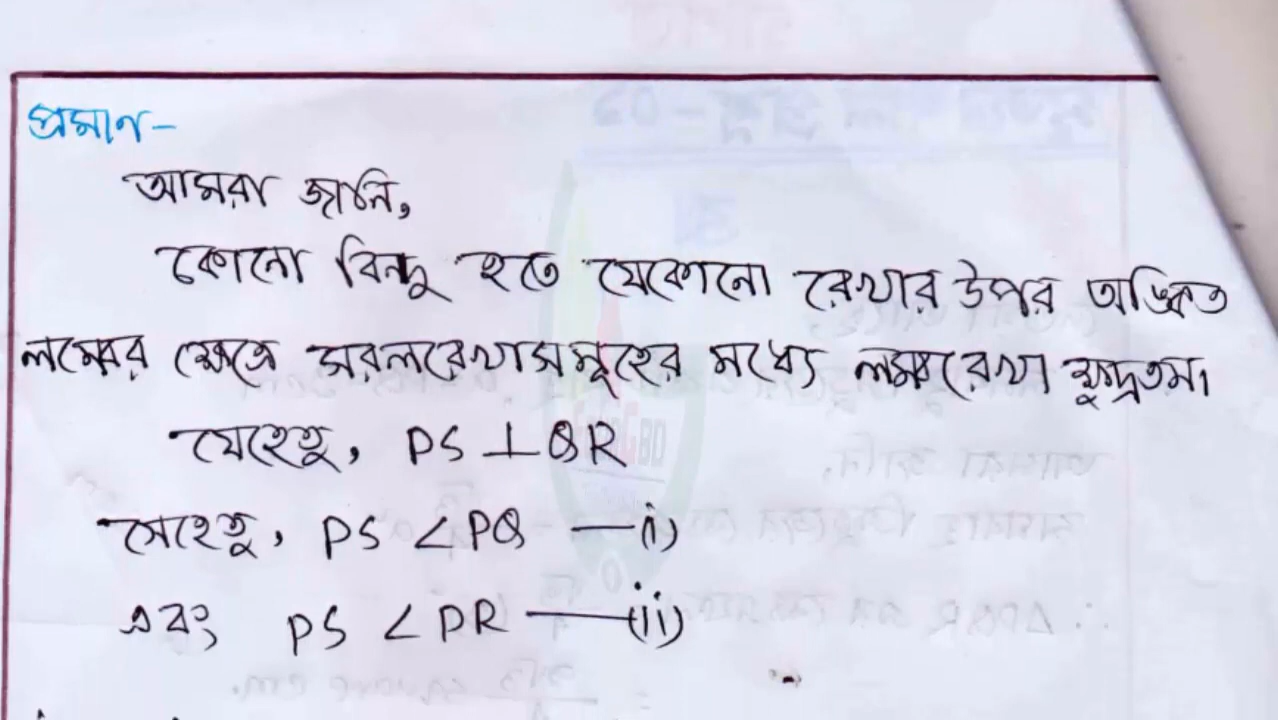 প্রমাণ-
আমরা জানি,
কোনো বিন্দু হতে যেকোনো রেখার উপর অঙ্কিত
লম্বের ক্ষেত্রে সরলরেখাসমূহের মধ্যে লম্বরেখা ক্ষুদ্রতম।
যেহেতু, PS ⊥ QR
সেহেতু, PS < PQ —i)
এবং PS < PR —(ii)